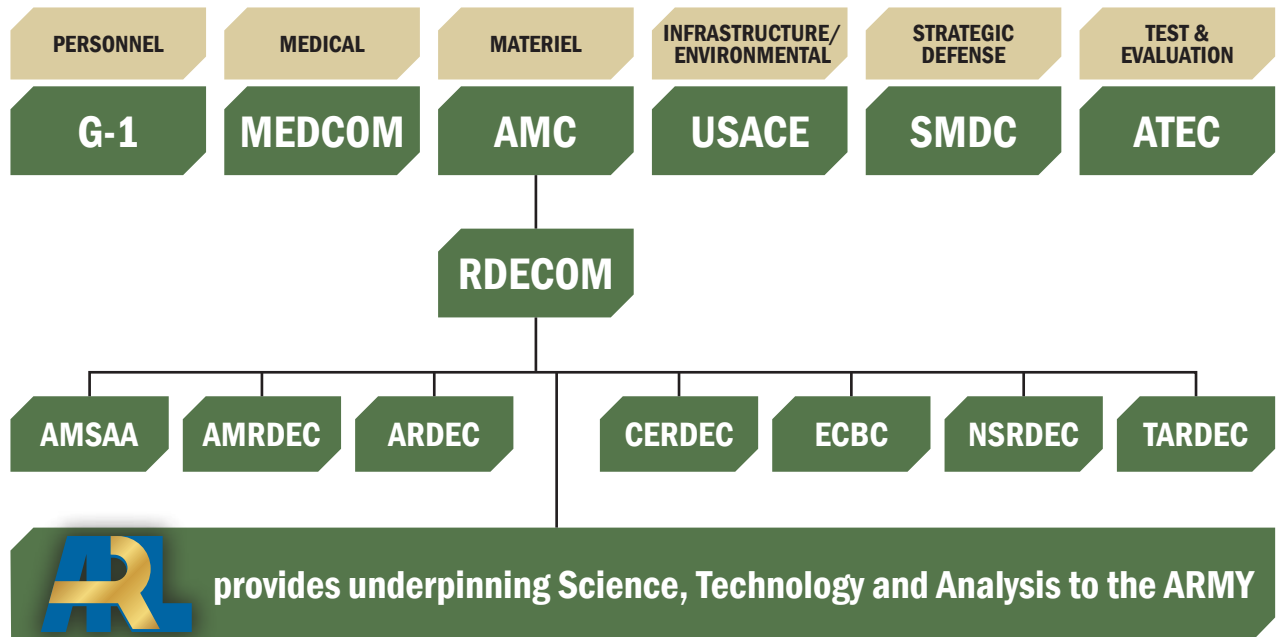 PERSONNEL
MEDICAL
MATERIEL
INFRASTRUCTURE/
ENVIRONMENTAL
STRATEGIC
DEFENSE
TEST &
EVALUATION
G-1
MEDCOM
AMC
USACE
SMDC
ATEC
RDECOM
AMSAA
AMRDEC
ARDEC
CERDEC
ECBC
NSRDEC
TARDEC
ARL provides underpinning Science, Technology and Analysis to the ARMY